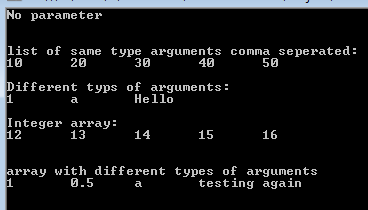 No parameter
list of same type arguments comma seperated:
10 20 30 40 50
Different typs of arguments:
1 a Hello
Integer array:
12 13 14 15 16
array with different types of arguments
1 0.5 a testing again